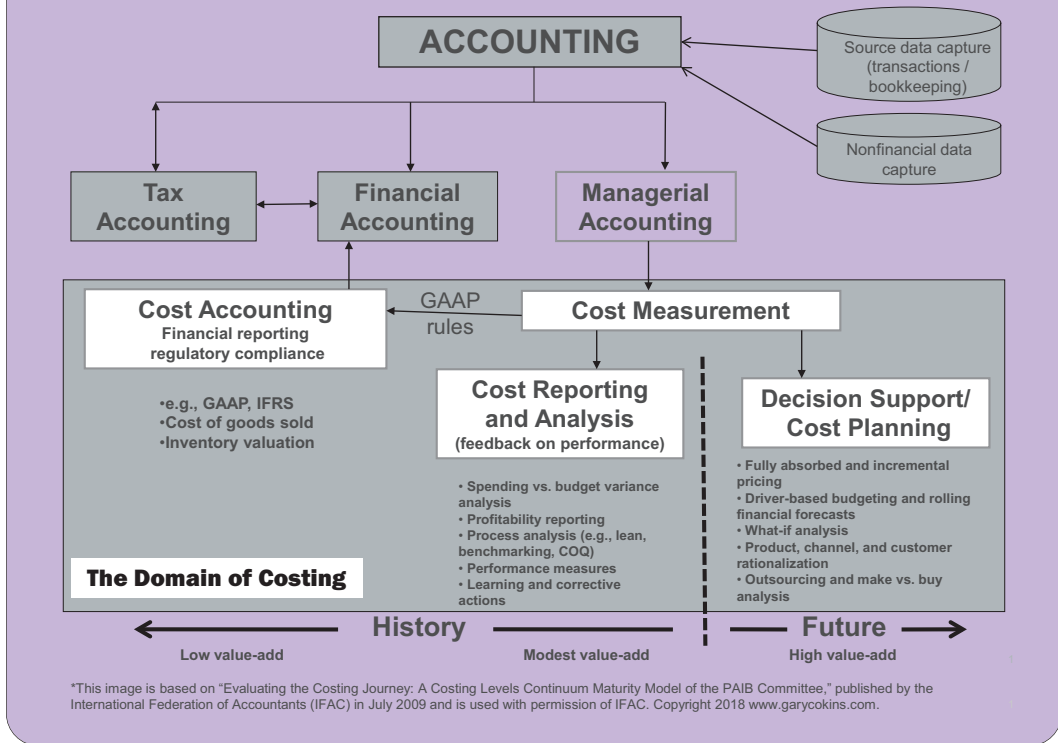 ACCOUNTING
Source data capture
(transactions /
bookkeeping)
Nonfinancial data
capture
Tax
Accounting
Financial
Accounting
Managerial
Accounting
Cost Accounting
Financial reporting
regulatory compliance
GAAP
rules
Cost Measurement
•e.g., GAAP, IFRS
•Cost of goods sold
•Inventory valuation
Cost Reporting
and Analysis
(feedback on performance)
• Spending vs. budget variance
analysis
• Profitability reporting
• Process analysis (e.g., lean,
benchmarking, COQ)
• Performance measures
• Learning and corrective
actions
Decision Support/
Cost Planning
• Fully absorbed and incremental
pricing
• Driver-based budgeting and rolling
financial forecasts
• What-if analysis
• Product, channel, and customer
rationalization
• Outsourcing and make vs. buy
analysis
The Domain of Costing
History
Future
Low value-add
Modest value-add
High value-add
*This image is based on “Evaluating the Costing Journey: A Costing Levels Continuum Maturity Model of the PAIB Committee,” published by the
International Federation of Accountants (IFAC) in July 2009 and is used with permission of IFAC. Copyright 2018 www.garycokins.com.